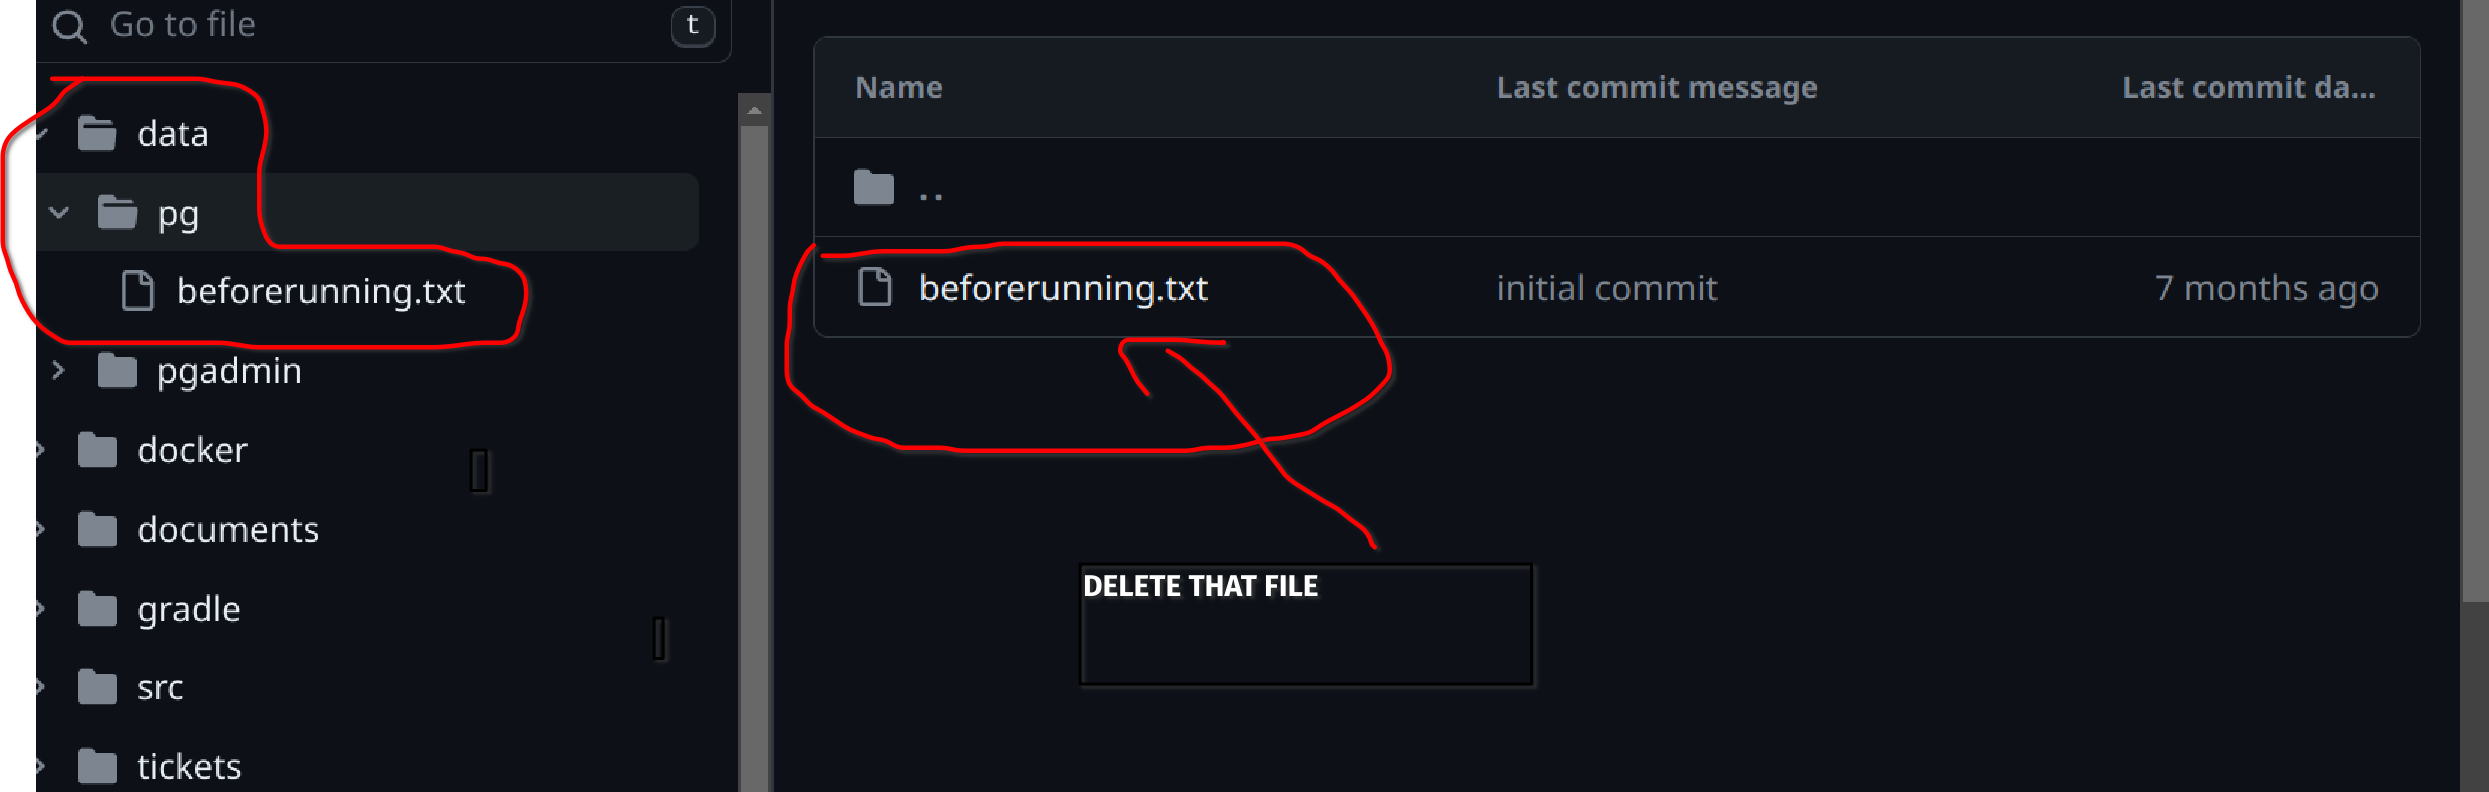 Go to file
t
data
pg
beforerunning.txt
pgadmin
docker
documents
gradle
src
tickets
Name Last commit message Last commit da...
..
beforerunning.txt initial commit 7 months ago
DELETE THAT FILE